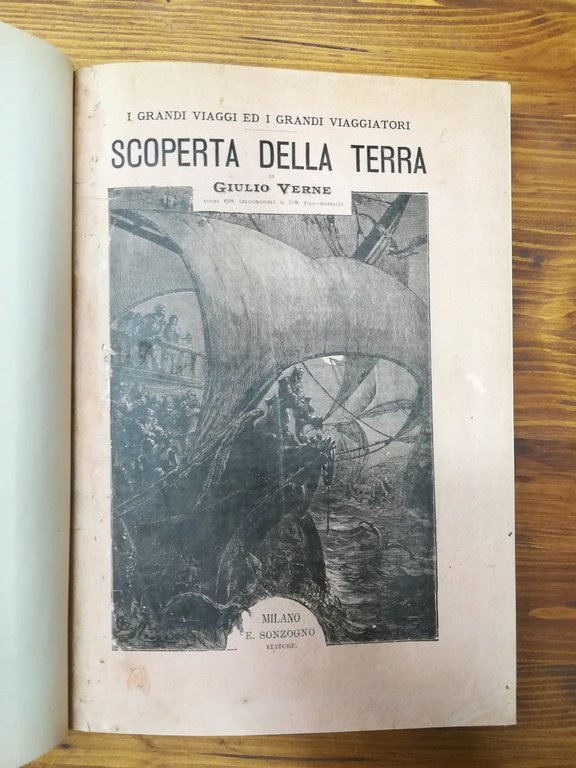 I GRANDI VIAGGI ED I GRANDI VIAGGIATORI
SCOPERTA DELLA TERRA
DI
GIULIO VERNE
con 68 incisioni e 38 fac-simili
MILANO
E. SONZOGNO
EDITORE.